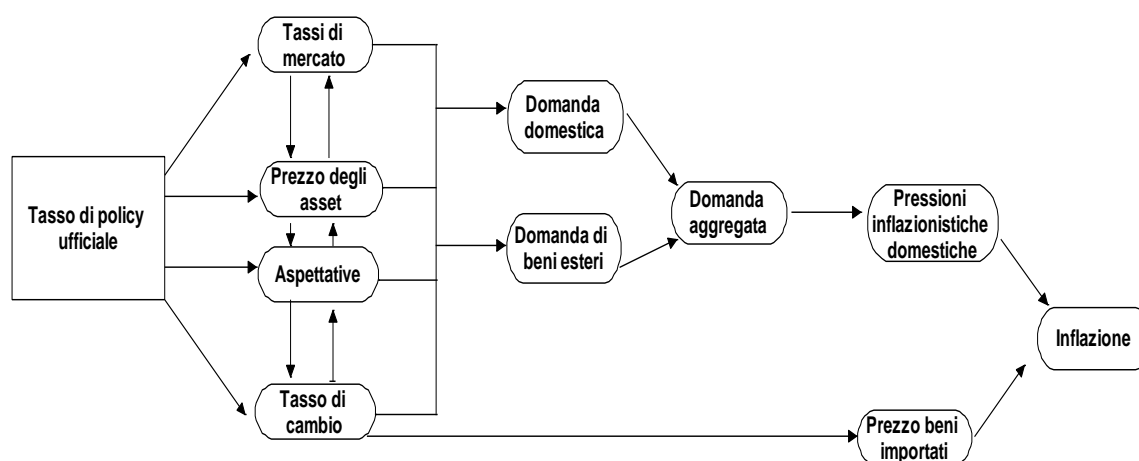 Tasso di policy
ufficiale
Tassi di
mercato
Prezzo degli
asset
Aspettative
Tasso di
cambio
Domanda
domestica
Domanda di
beni esteri
Domanda
aggregata
Pressioni
inflazionistiche
domestiche
Prezzo beni
importati
Inflazione